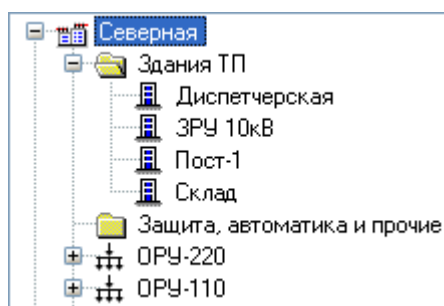 Северная
Здания ТП
Диспетчерская
ЗРУ 10кВ
Пост-1
Склад
Защита, автоматика и прочие
ОРУ-220
ОРУ-110